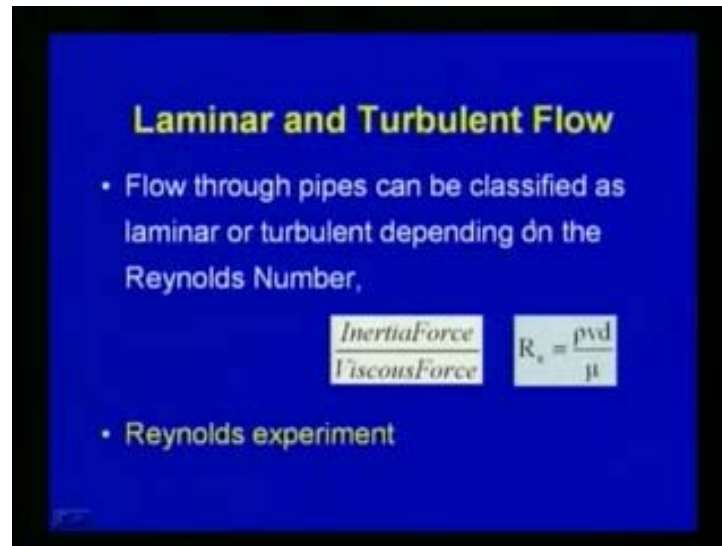 Laminar and Turbulent Flow
• Flow through pipes can be classified as
laminar or turbulent depending on the
Reynolds Number,
InertiaForce
ViscousForce
Rₑ = ρvd
μ
• Reynolds experiment